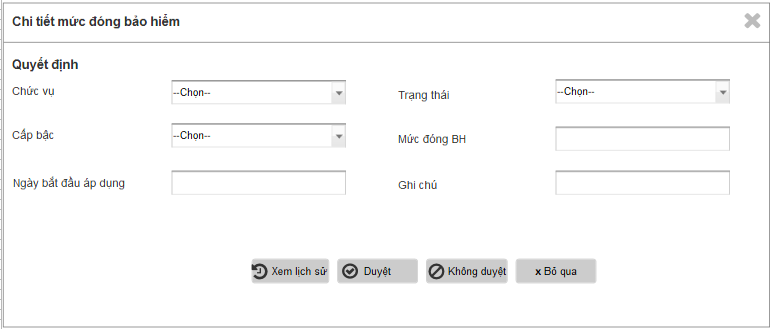 Chi tiết mức đóng bảo hiểm
Quyết định
Chức vụ --Chọn-- Trạng thái --Chọn--
Cấp bậc --Chọn-- Mức đóng BH
Ngày bắt đầu áp dụng Ghi chú
Xem lịch sử Duyệt Không duyệt x Bỏ qua